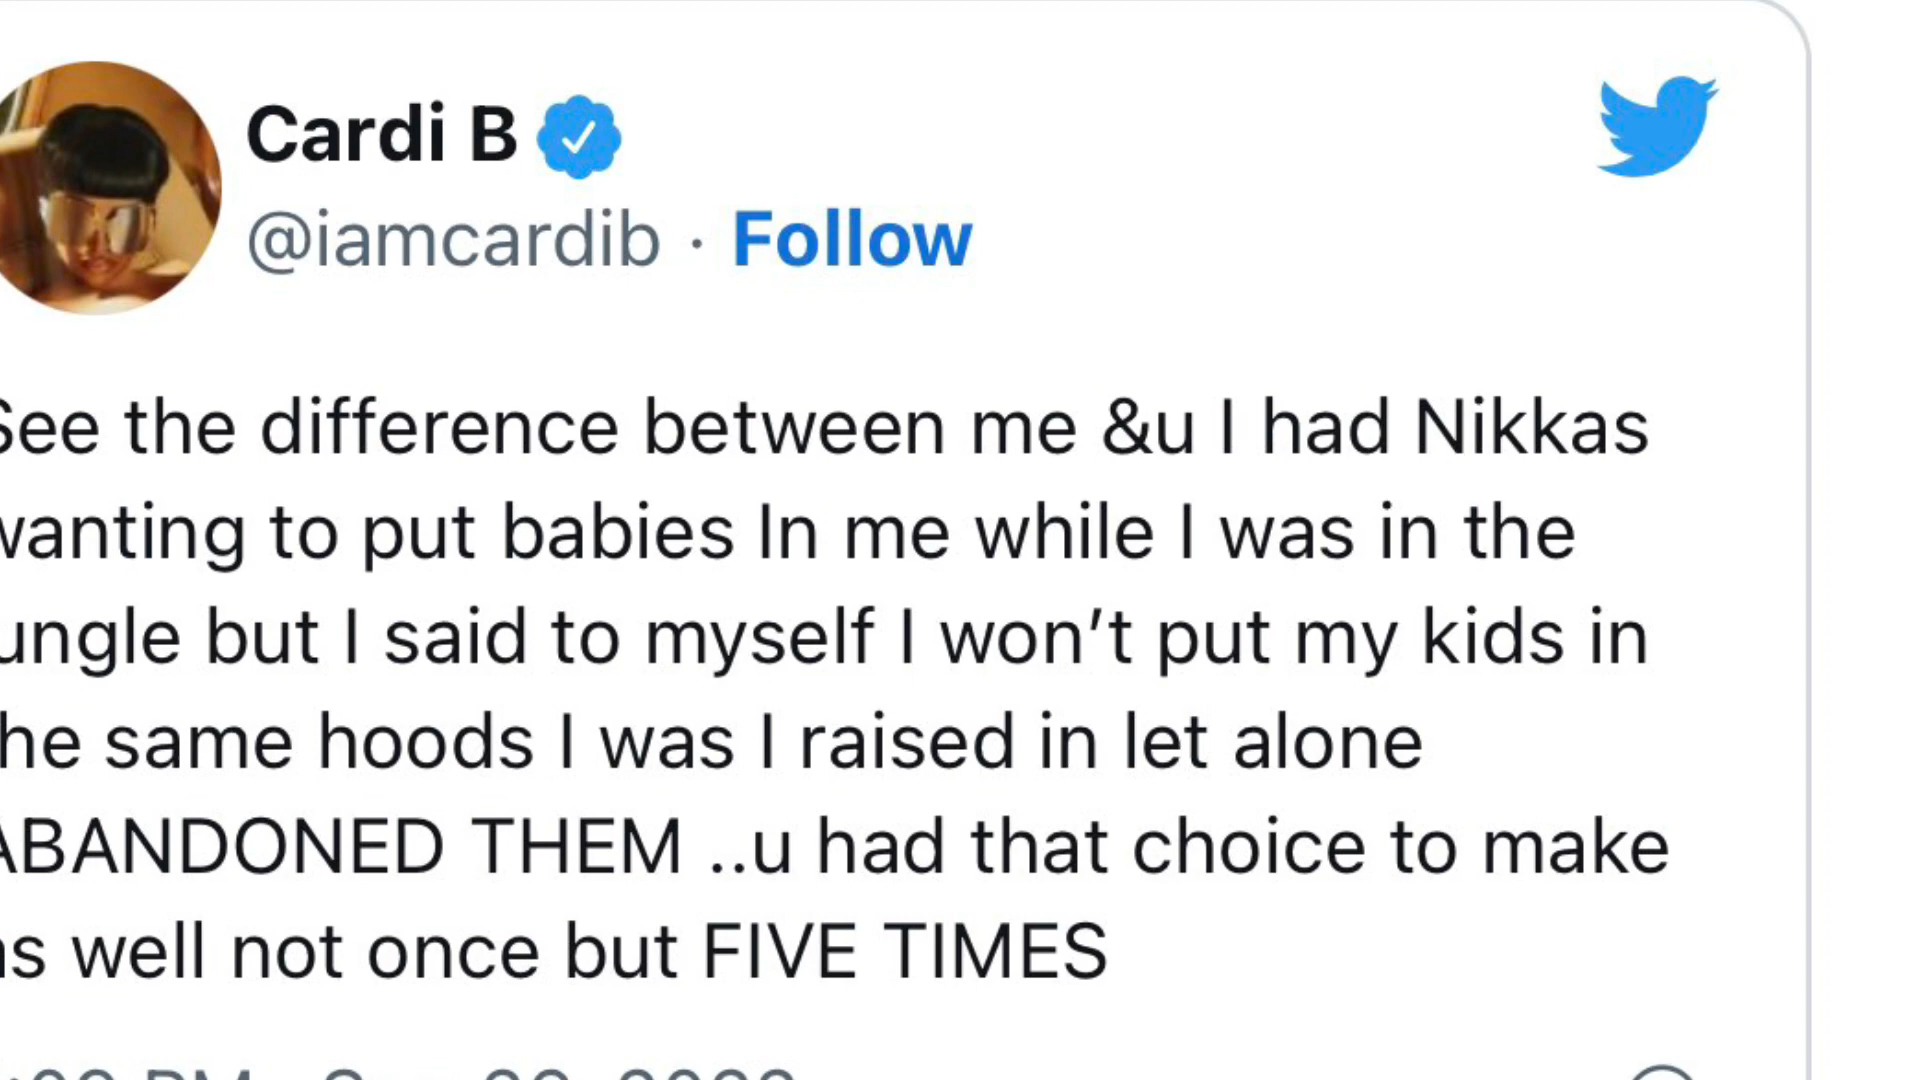 Cardi B
@iamcardib · Follow
See the difference between me &u I had Nikkas
wanting to put babies In me while I was in the
jungle but I said to myself I won’t put my kids in
the same hoods I was I raised in let alone
ABANDONED THEM ..u had that choice to make
as well not once but FIVE TIMES